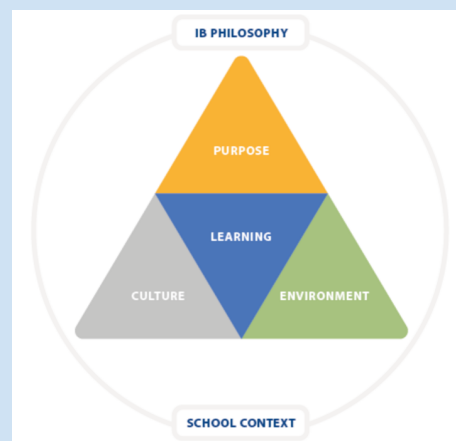 IB PHILOSOPHY
PURPOSE
LEARNING
CULTURE
ENVIRONMENT
SCHOOL CONTEXT